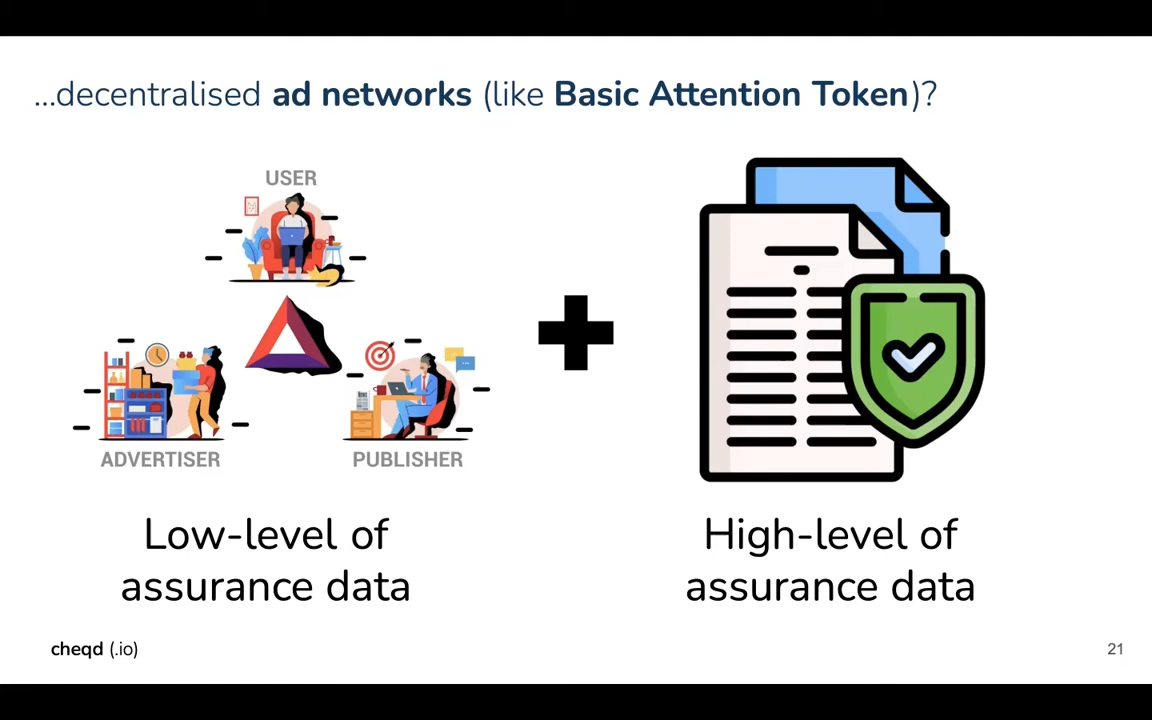 ...decentralised ad networks (like Basic Attention Token)?
USER
ADVERTISER
PUBLISHER
Low-level of
assurance data
High-level of
assurance data
cheqd (.io)
21